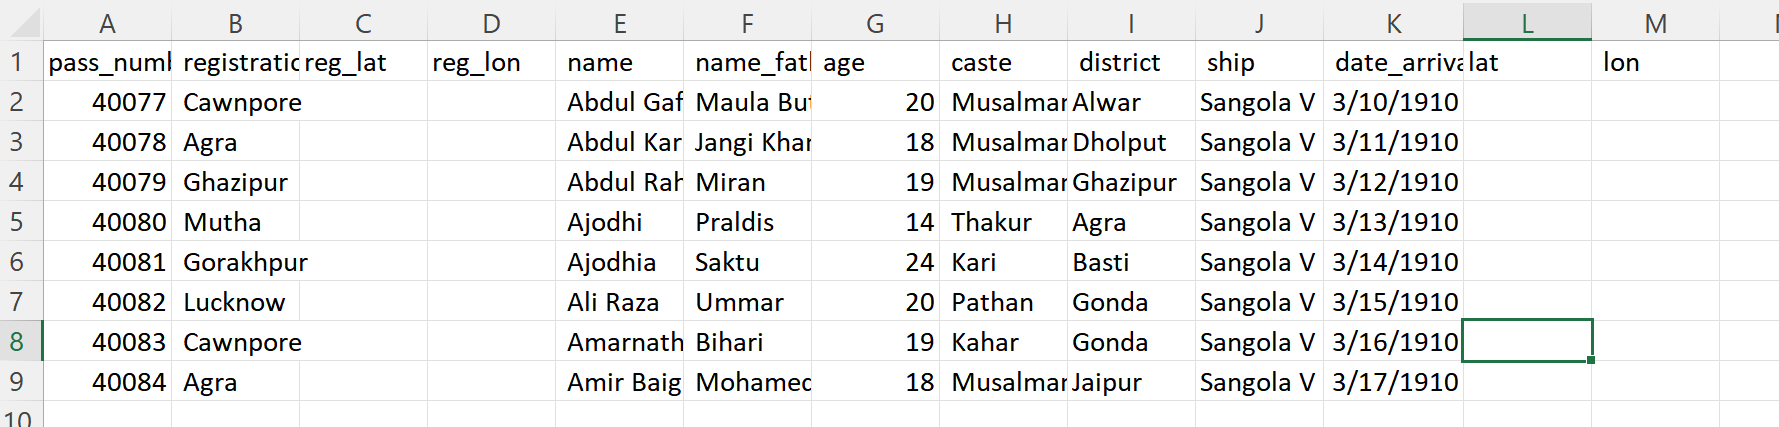 A B C D E F G H I J K L M
1 pass_numb registratic reg_lat reg_lon name name_fatl age caste district ship date_arriva lat lon
2 40077 Cawnpore Abdul Gaf Maula But 20 Musalmar Alwar Sangola V 3/10/1910
3 40078 Agra Abdul Kar Jangi Khar 18 Musalmar Dholput Sangola V 3/11/1910
4 40079 Ghazipur Abdul Rah Miran 19 Musalmar Ghazipur Sangola V 3/12/1910
5 40080 Mutha Ajodhi Praldis 14 Thakur Agra Sangola V 3/13/1910
6 40081 Gorakhpur Ajodhia Saktu 24 Kari Basti Sangola V 3/14/1910
7 40082 Lucknow Ali Raza Ummar 20 Pathan Gonda Sangola V 3/15/1910
8 40083 Cawnpore Amarnath Bihari 19 Kahar Gonda Sangola V 3/16/1910
9 40084 Agra Amir Baig Mohamed 18 Musalmar Jaipur Sangola V 3/17/1910
10